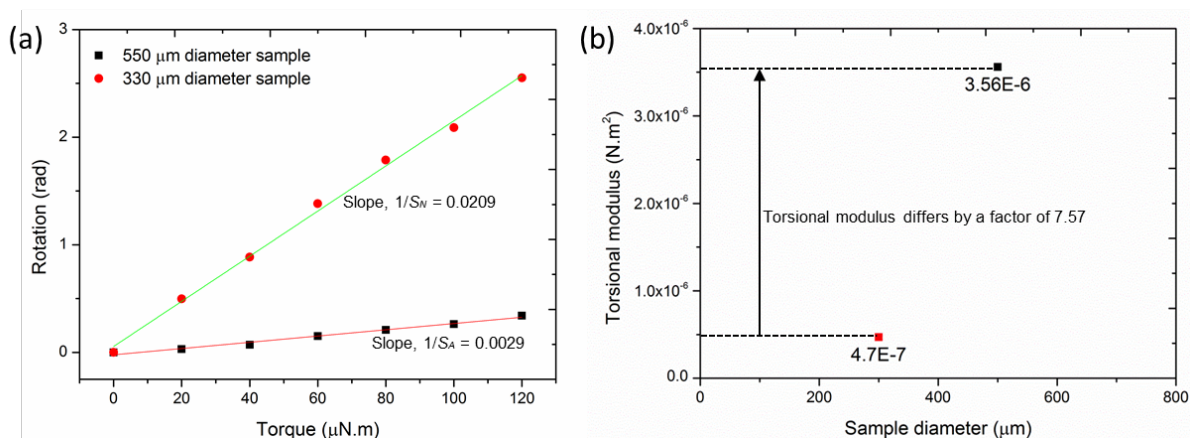 (a)
3
2
1
0
Rotation (rad)
550 μm diameter sample
330 μm diameter sample
Slope, 1/SN = 0.0209
Slope, 1/SA = 0.0029
0 20 40 60 80 100 120
Torque (μN.m)
(b)
4.0x10⁻⁶
3.0x10⁻⁶
2.0x10⁻⁶
1.0x10⁻⁶
0.0
Torsional modulus (N.m²)
3.56E-6
Torsional modulus differs by a factor of 7.57
4.7E-7
0 200 400 600 800
Sample diameter (μm)